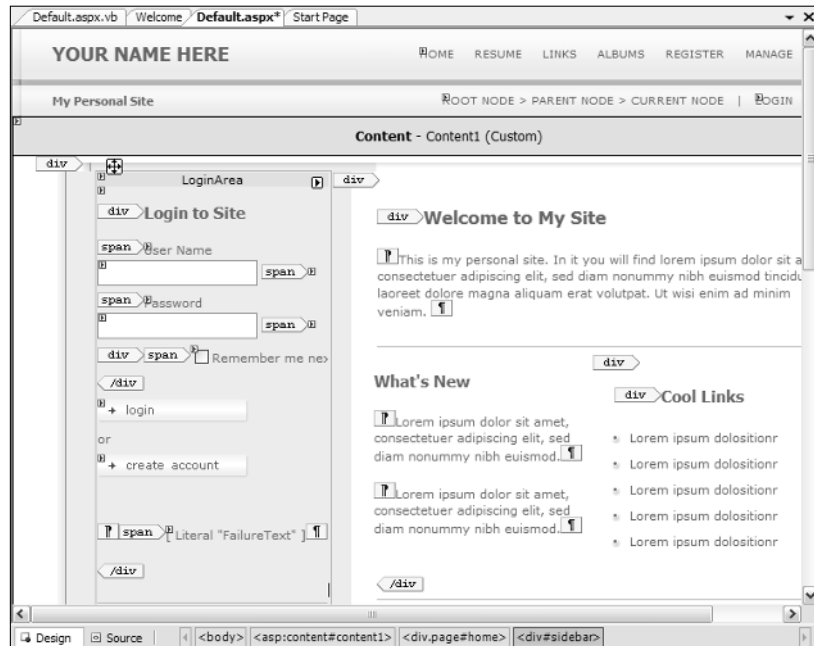 Default.aspx.vb Welcome Default.aspx* Start Page
YOUR NAME HERE HOME RESUME LINKS ALBUMS REGISTER MANAGE
My Personal Site ROOT NODE > PARENT NODE > CURRENT NODE | LOGIN
Content - Content1 (Custom)
div
LoginArea
div Login to Site
span User Name
span
span Password
span
div span Remember me nex
/div
login
or
create account
¶ span [ Literal "FailureText" ] ¶
/div
div
div Welcome to My Site
¶ This is my personal site. In it you will find lorem ipsum dolor sit a
consectetuer adipiscing elit, sed diam nonummy nibh euismod tincidu
laoreet dolore magna aliquam erat volutpat. Ut wisi enim ad minim
veniam. ¶
What's New
¶ Lorem ipsum dolor sit amet,
consectetuer adipiscing elit, sed
diam nonummy nibh euismod. ¶
¶ Lorem ipsum dolor sit amet,
consectetuer adipiscing elit, sed
diam nonummy nibh euismod. ¶
/div
div
div Cool Links
Lorem ipsum dolositionr
Lorem ipsum dolositionr
Lorem ipsum dolositionr
Lorem ipsum dolositionr
Lorem ipsum dolositionr
Design Source <body> <asp:content#content1> <div.page#home> <div#sidebar>